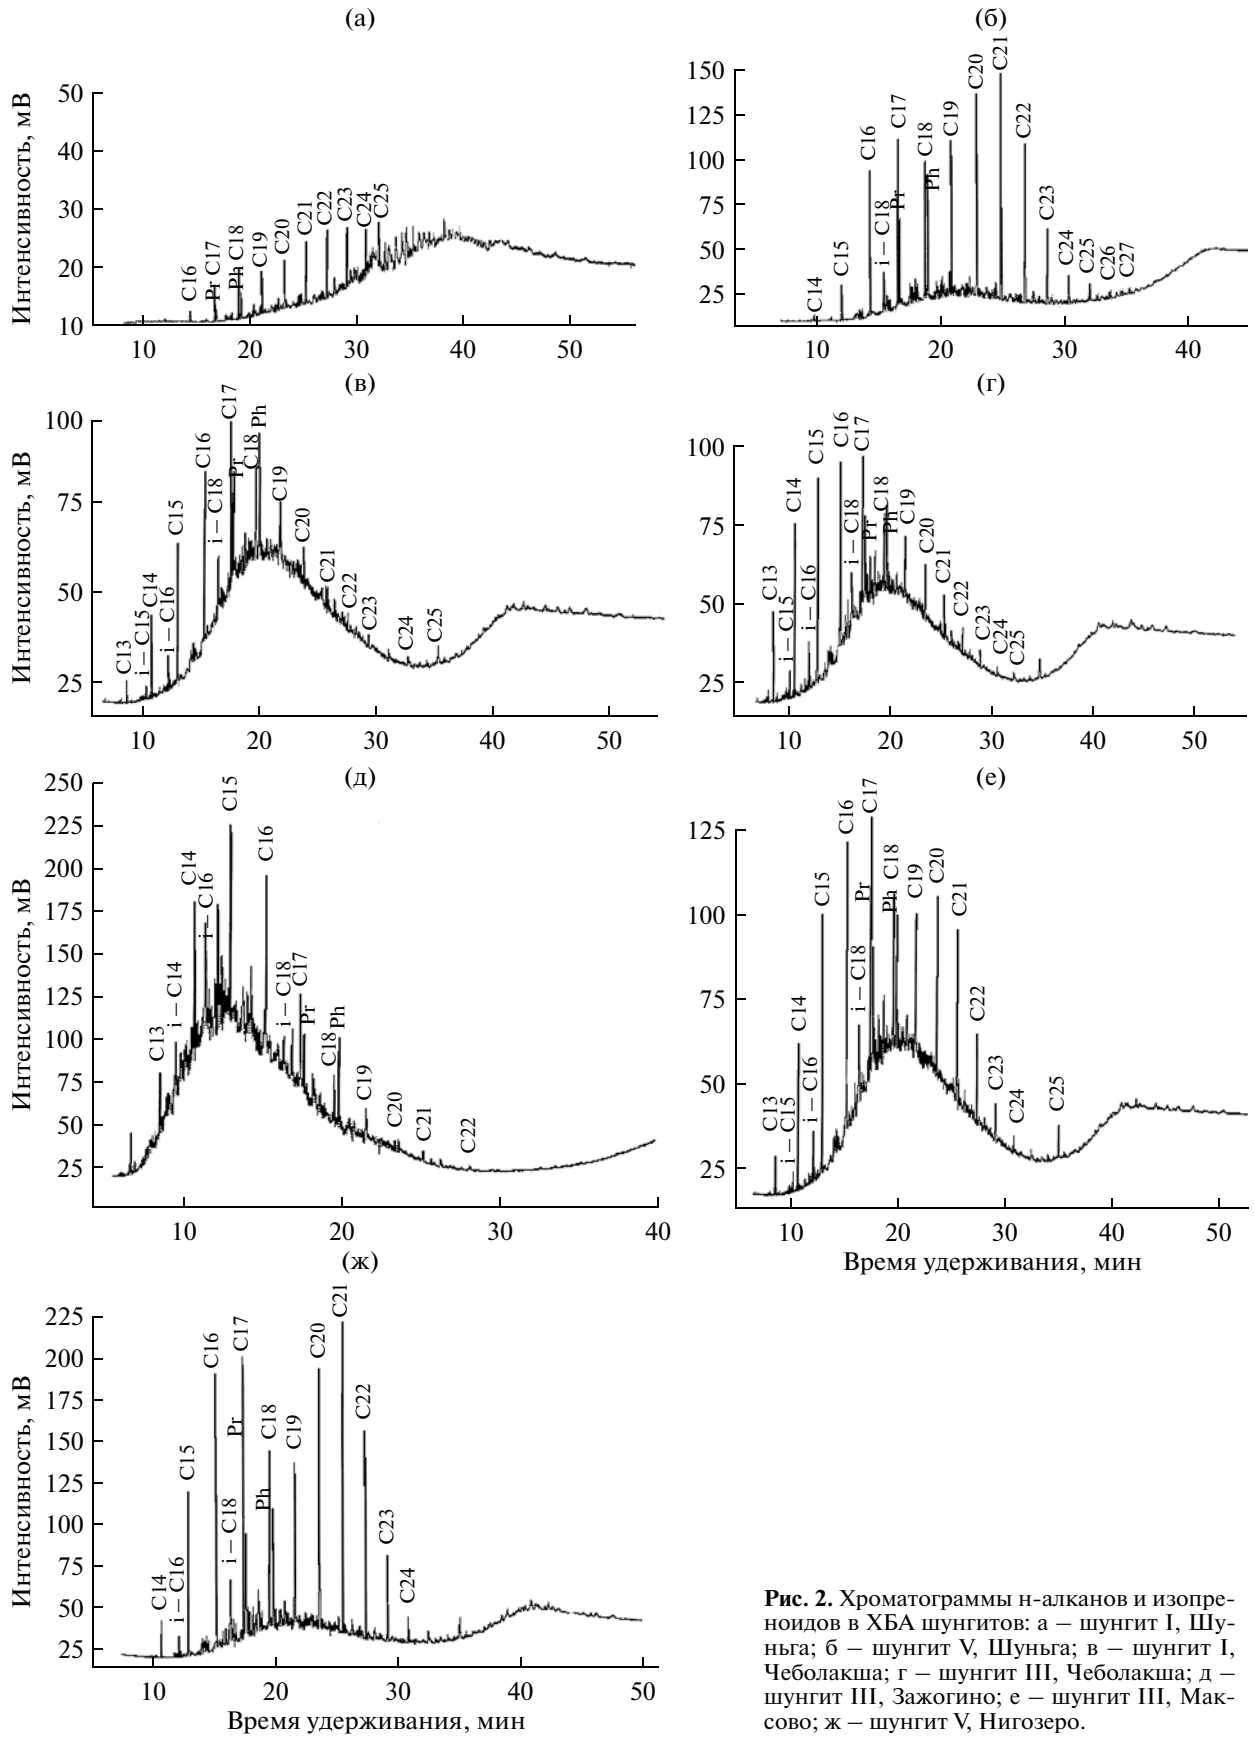 (а)
Интенсивность, мВ
50
40
30
20
10
C16
Pr
C17
Ph
C18
C19
C20
C21
C22
C23
C24
C25
10
20
30
40
50
(б)
150
125
100
75
50
25
C14
C15
C16
i – C18
C17
Pr
C18
Ph
C19
C20
C21
C22
C23
C24
C25
C26
C27
10
20
30
40
(в)
Интенсивность, мВ
100
75
50
25
C13
i – C15
C14
i – C16
C15
C16
i – C18
C17
Pr
C18
Ph
C19
C20
C21
C22
C23
C24
C25
10
20
30
40
50
(г)
100
75
50
25
C13
i – C15
C14
i – C16
C15
C16
i – C18
C17
Pr
C18
Ph
C19
C20
C21
C22
C23
C24
C25
10
20
30
40
50
(д)
Интенсивность, мВ
250
225
200
175
150
125
100
75
50
25
C13
i – C14
C14
i – C16
C15
C16
i – C18
C17
Pr
C18
Ph
C19
C20
C21
C22
10
20
30
40
(е)
125
100
75
50
25
C13
i – C15
C14
i – C16
C15
C16
i – C18
Pr
C17
Ph
C18
C19
C20
C21
C22
C23
C24
C25
10
20
30
40
50
Время удерживания, мин
(ж)
Интенсивность, мВ
225
200
175
150
125
100
75
50
25
C14
i – C16
C15
C16
i – C18
Pr
C17
Ph
C18
C19
C20
C21
C22
C23
C24
10
20
30
40
50
Время удерживания, мин
Рис. 2. Хроматограммы н-алканов и изопре-
ноидов в ХБА шунгитов: а – шунгит I, Шу-
ньга; б – шунгит V, Шуньга; в – шунгит I,
Чеболакша; г – шунгит III, Чеболакша; д –
шунгит III, Зажогино; е – шунгит III, Мак-
сово; ж – шунгит V, Нигозеро.